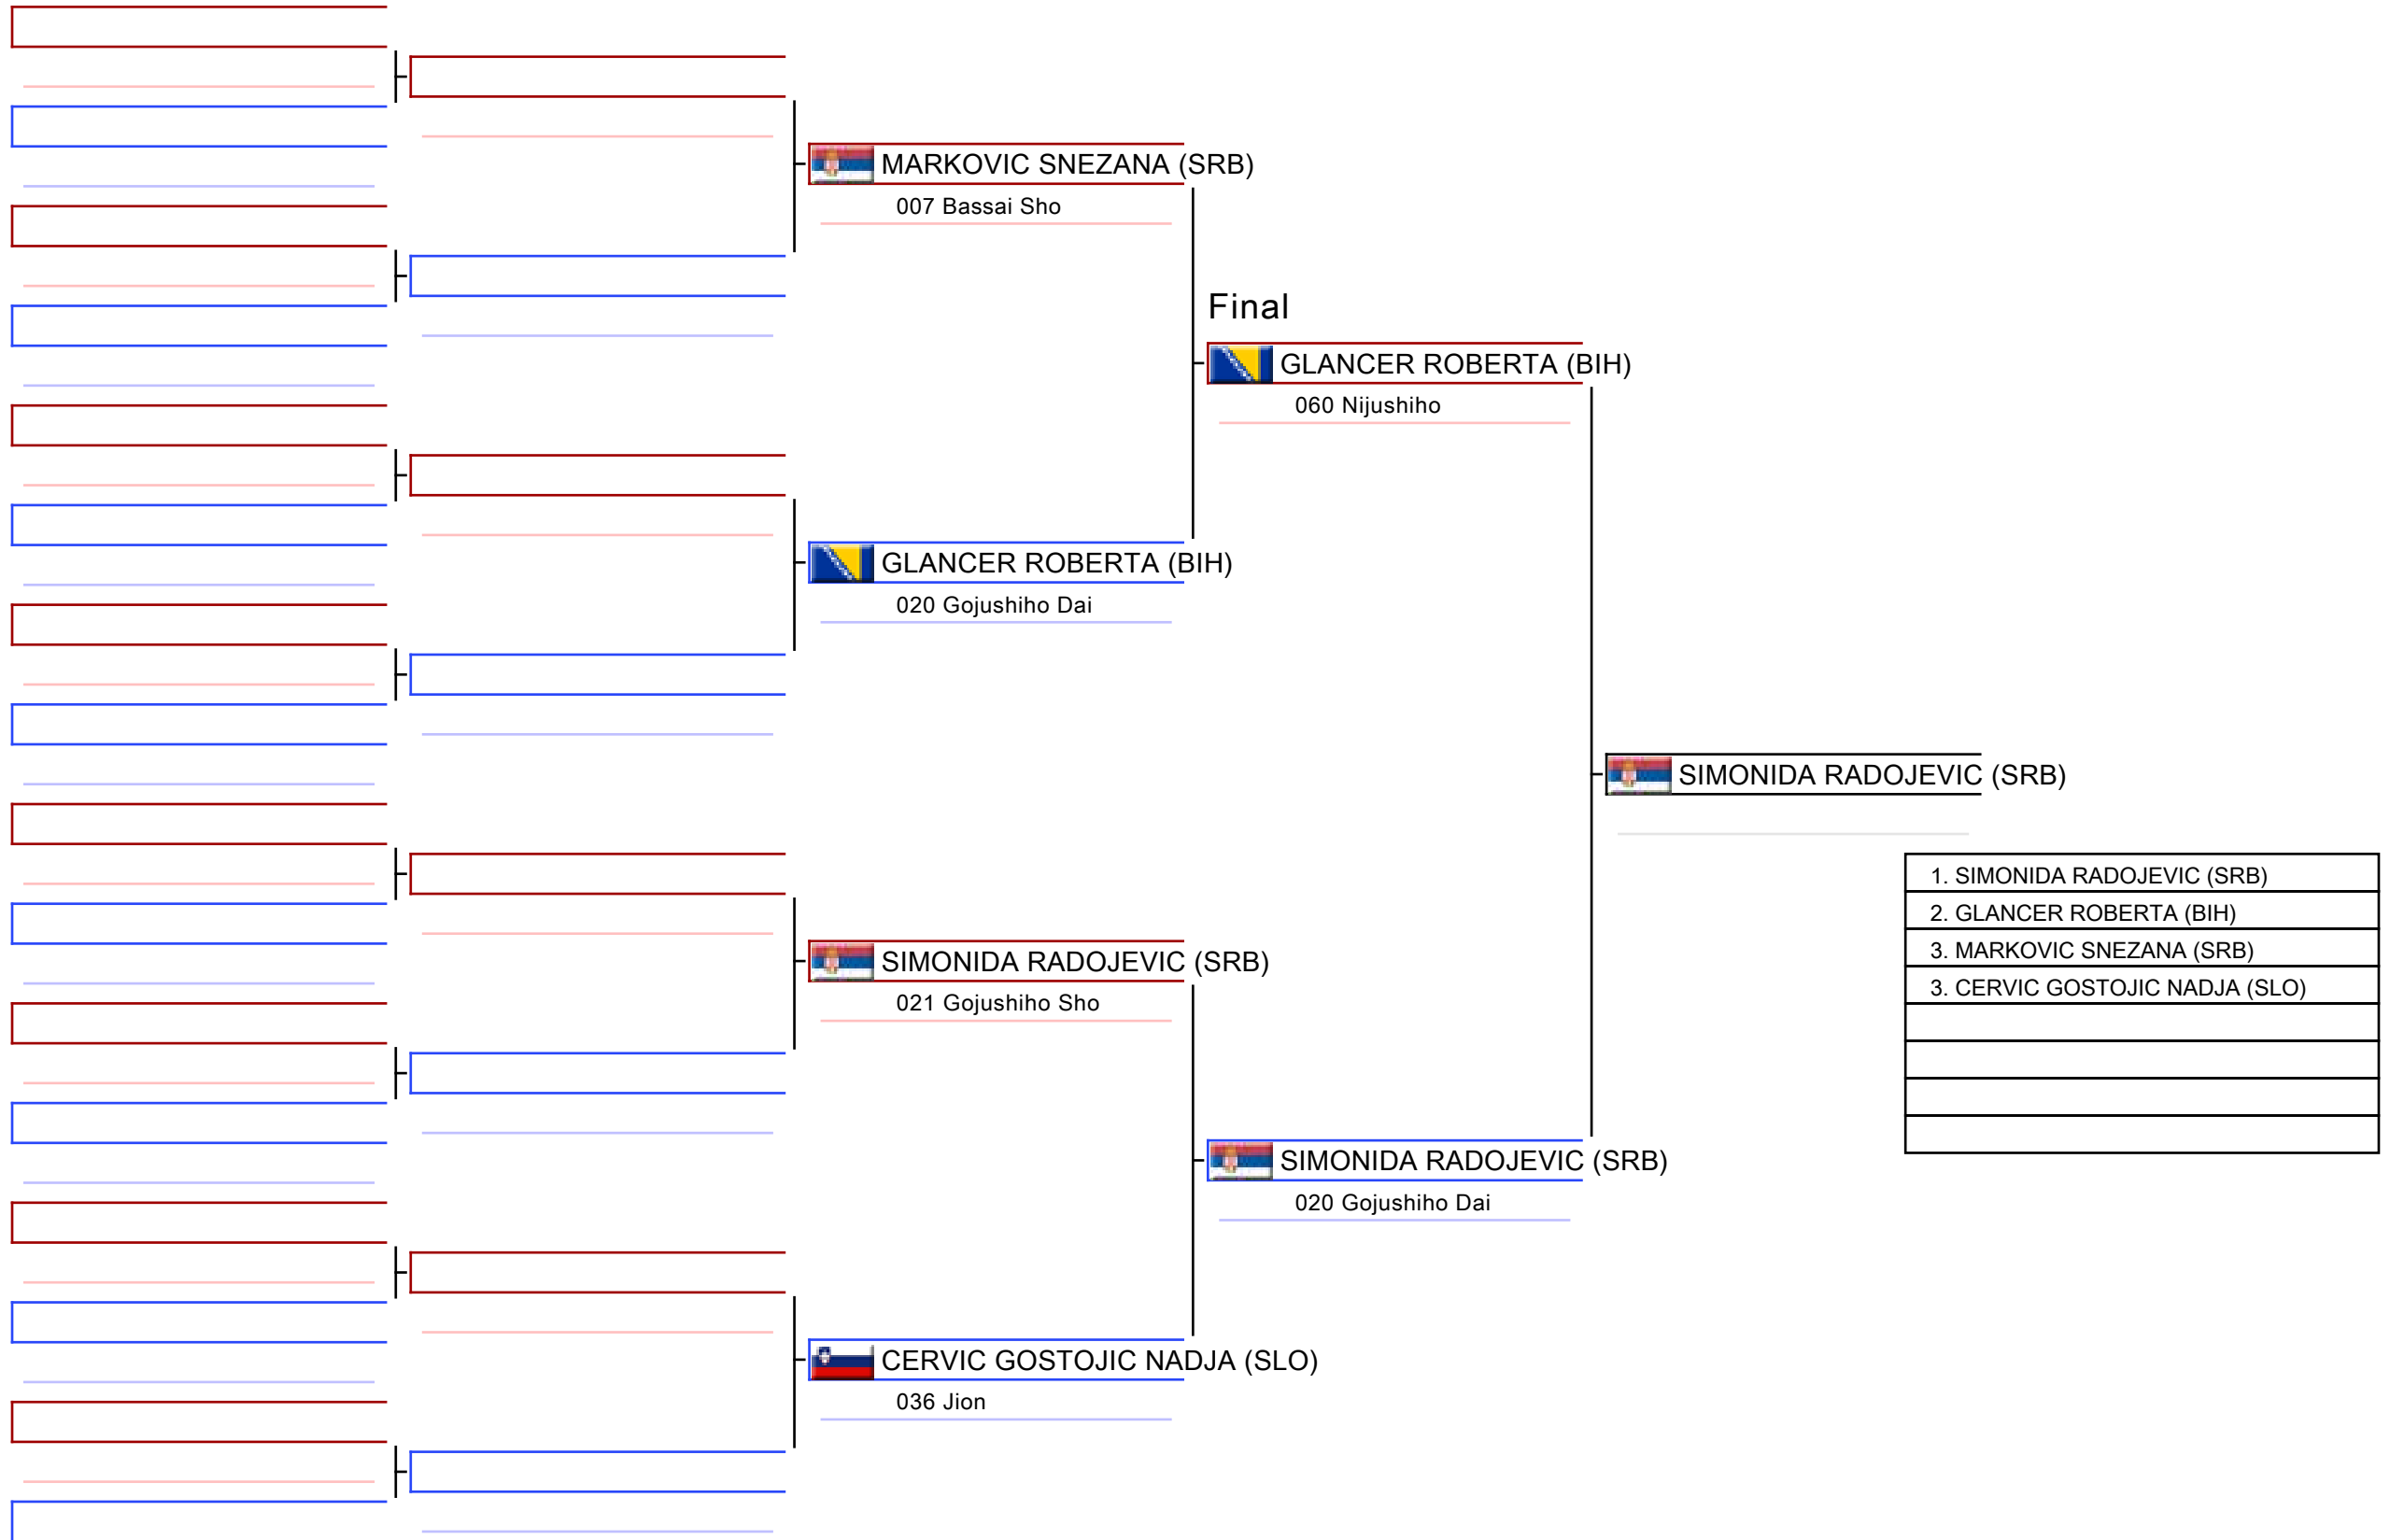 MARKOVIC SNEZANA (SRB)
007 Bassai Sho
Final
GLANCER ROBERTA (BIH)
060 Nijushiho
GLANCER ROBERTA (BIH)
020 Gojushiho Dai
SIMONIDA RADOJEVIC (SRB)
1. SIMONIDA RADOJEVIC (SRB)
2. GLANCER ROBERTA (BIH)
3. MARKOVIC SNEZANA (SRB)
3. CERVIC GOSTOJIC NADJA (SLO)
SIMONIDA RADOJEVIC (SRB)
021 Gojushiho Sho
SIMONIDA RADOJEVIC (SRB)
020 Gojushiho Dai
CERVIC GOSTOJIC NADJA (SLO)
036 Jion